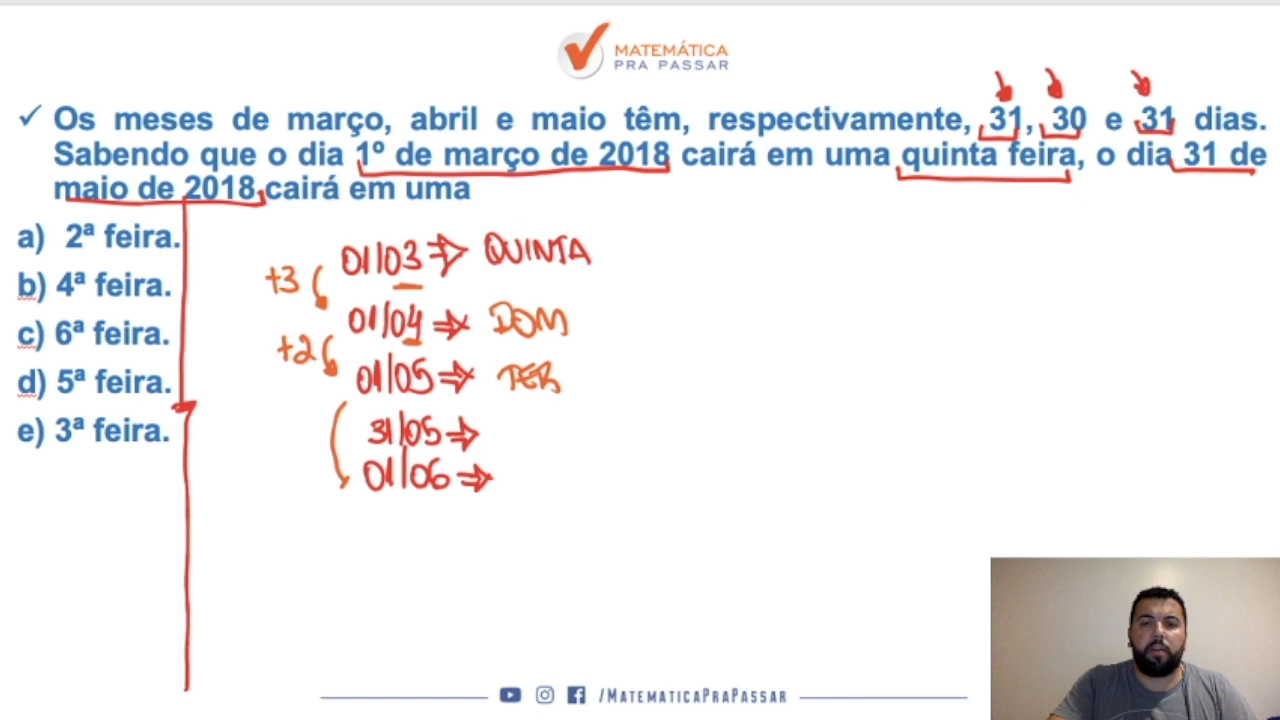 MATEMÁTICA
PRA PASSAR
✓ Os meses de março, abril e maio têm, respectivamente, 31, 30 e 31 dias.
Sabendo que o dia 1º de março de 2018 cairá em uma quinta feira, o dia 31 de
maio de 2018 cairá em uma
a) 2ª feira.
b) 4ª feira.
c) 6ª feira.
d) 5ª feira.
e) 3ª feira.
01/03 ⇒ QUINTA
+3
01/04 ⇒ DOM
+2
01/05 ⇒ TER
31/05 ⇒
01/06 ⇒
/MATEMATICAPRAPASSAR